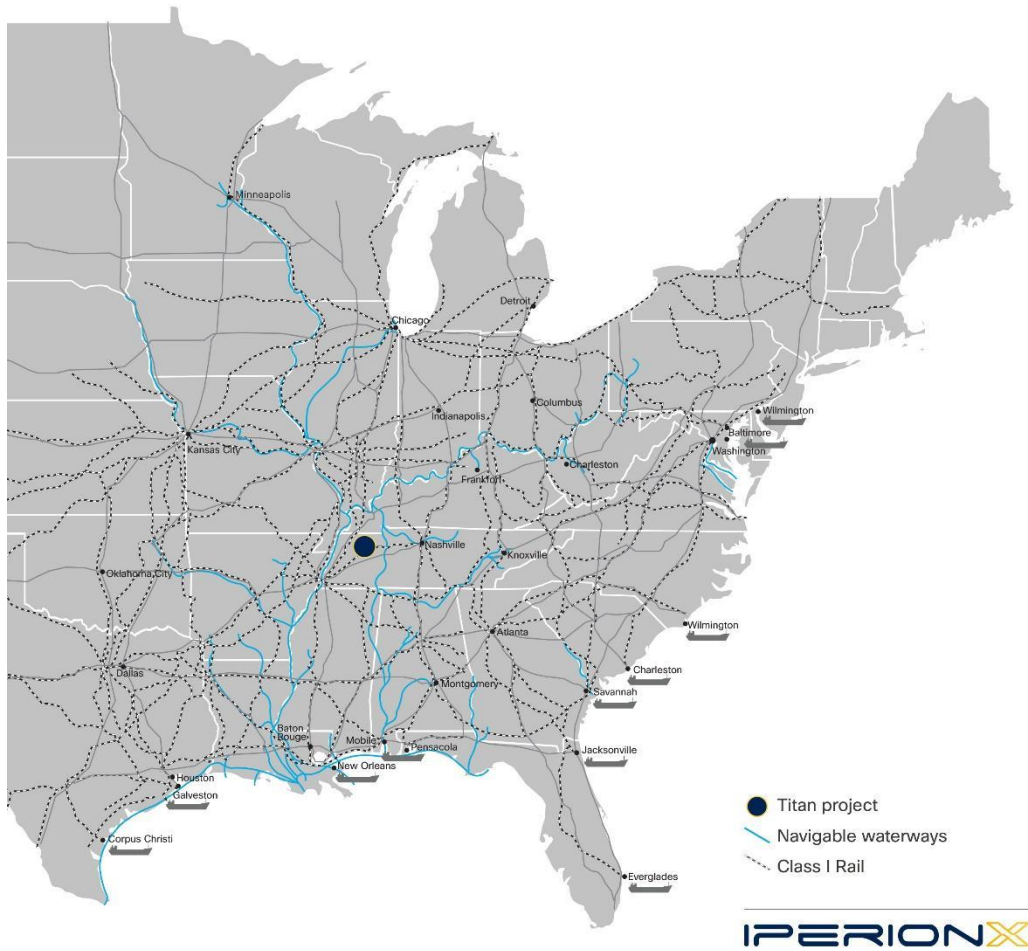 Minneapolis
Detroit
Chicago
Indianapolis
Columbus
Wilmington
Baltimore
Washington
Kansas City
Charleston
Frankfort
Nashville
Knoxville
Oklahoma City
Wilmington
Atlanta
Dallas
Charleston
Montgomery
Savannah
Baton
Rouge
Mobile
Pensacola
Jacksonville
New Orleans
Houston
Galveston
Corpus Christi
Everglades
Titan project
Navigable waterways
Class I Rail
IPERIONX